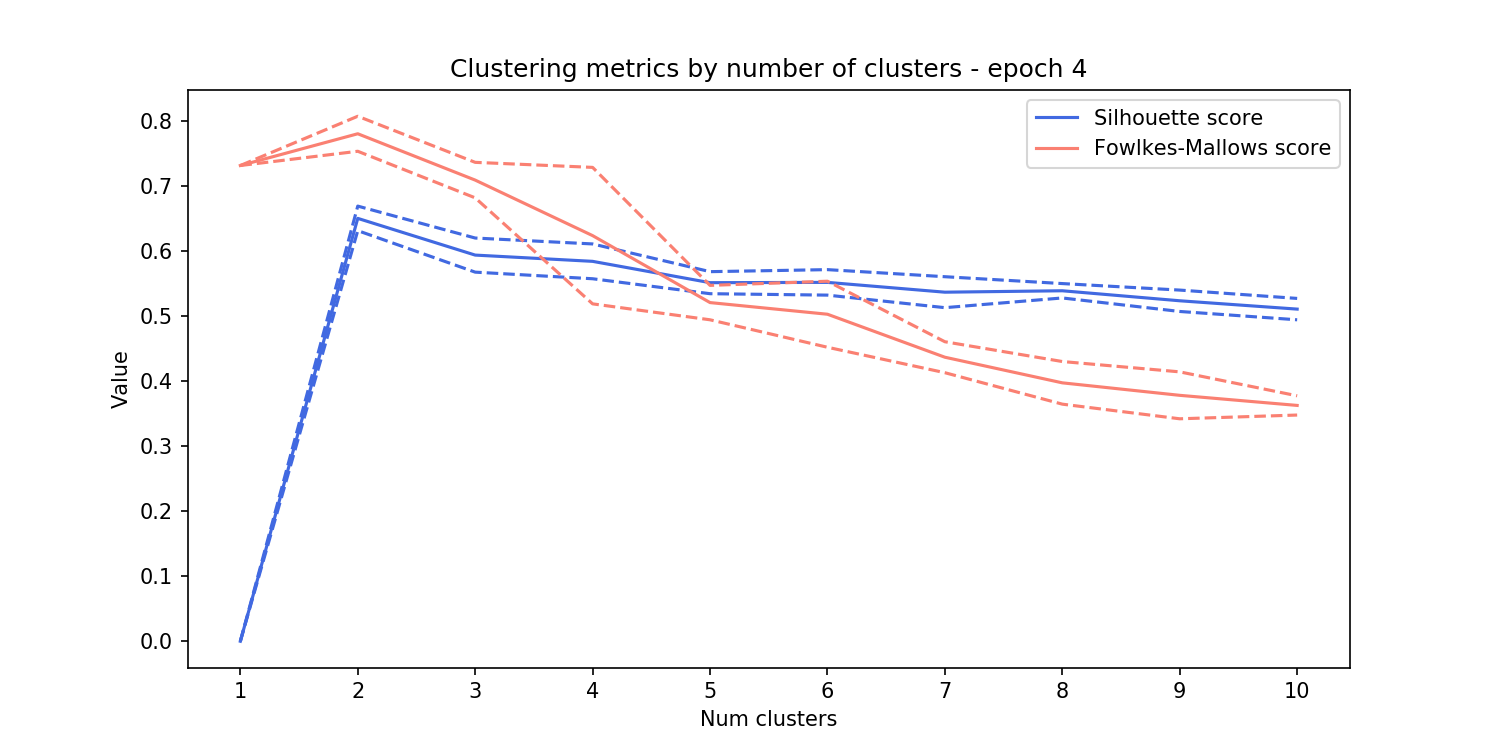 Clustering metrics by number of clusters - epoch 4
Silhouette score
Fowlkes-Mallows score
Value
0.8
0.7
0.6
0.5
0.4
0.3
0.2
0.1
0.0
1 2 3 4 5 6 7 8 9 10
Num clusters